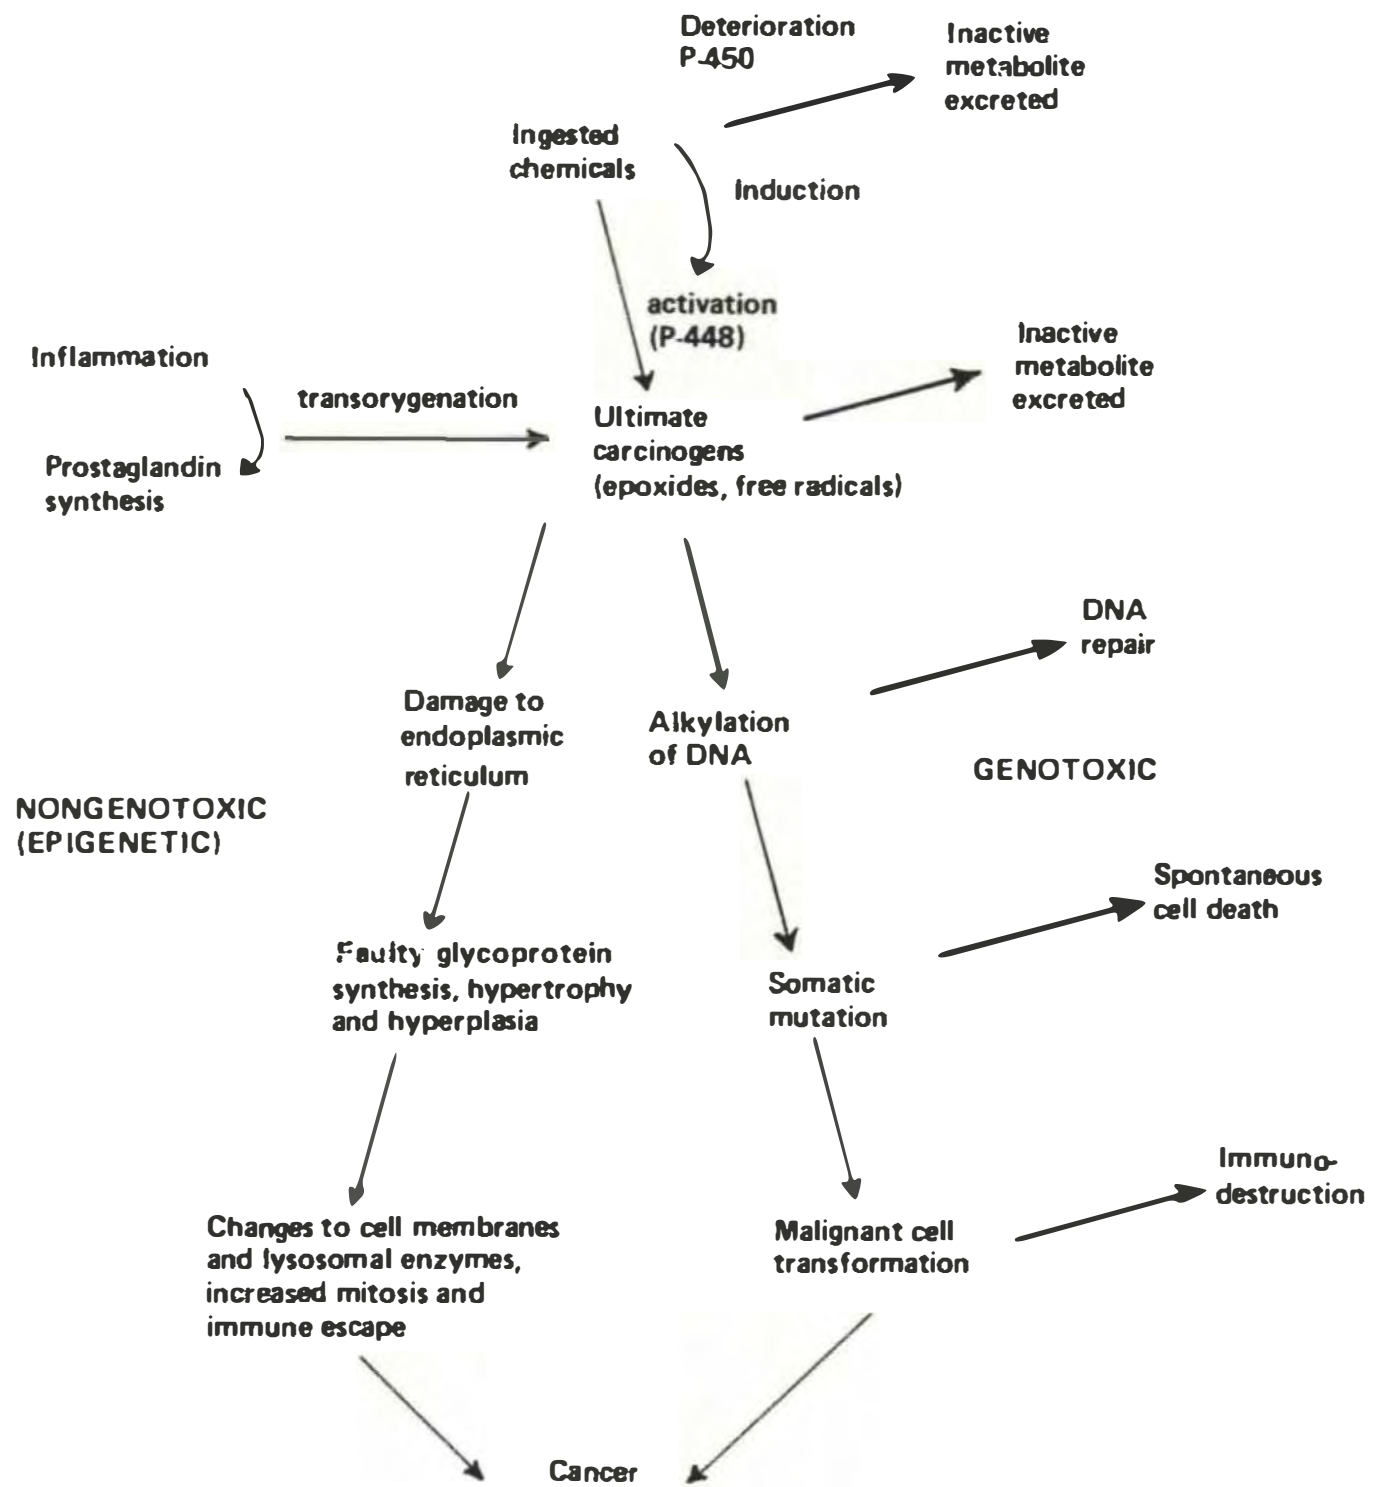 Deterioration
P-450
Inactive
metabolite
excreted
Ingested
chemicals
Induction
activation
(P-448)
Inflammation
transorygenation
Prostaglandin
synthesis
Ultimate
carcinogens
(epoxides, free radicals)
Inactive
metabolite
excreted
DNA
repair
Damage to
endoplasmic
reticulum
Alkylation
of DNA
GENOTOXIC
NONGENOTOXIC
(EPIGENETIC)
Spontaneous
cell death
Faulty glycoprotein
synthesis, hypertrophy
and hyperplasia
Somatic
mutation
Immuno-
destruction
Changes to cell membranes
and lysosomal enzymes,
increased mitosis and
immune escape
Malignant cell
transformation
Cancer